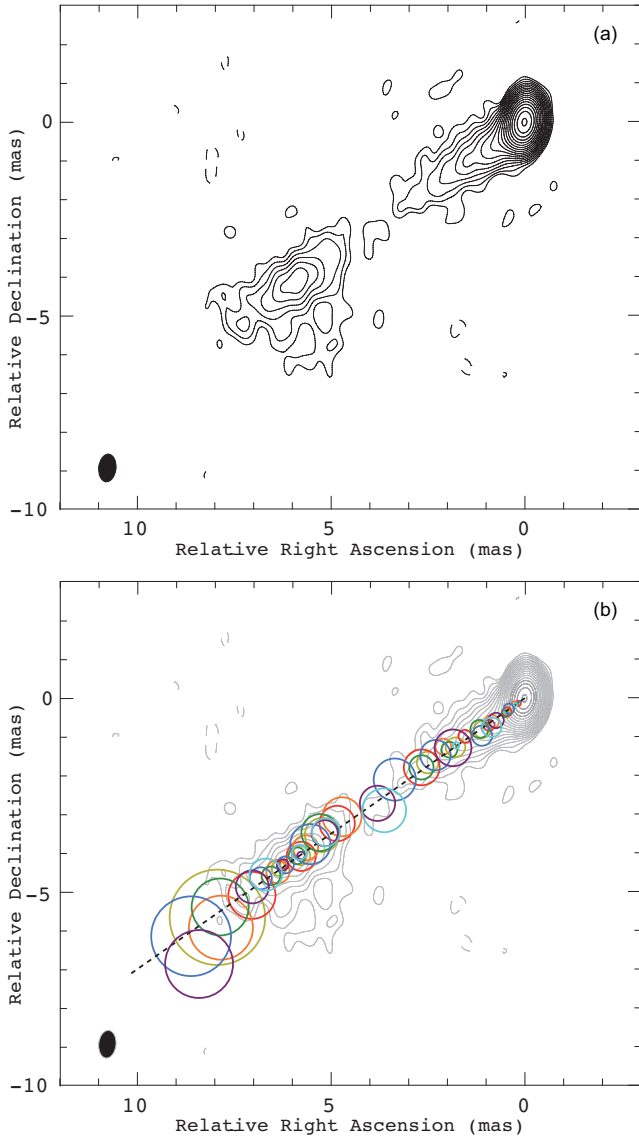 (a)
0
-5
-10
Relative Declination (mas)
10 5 0
Relative Right Ascension (mas)
(b)
0
-5
-10
Relative Declination (mas)
10 5 0
Relative Right Ascension (mas)